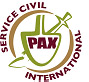 SERVICE CIVIL
PAX
INTERNATIONAL